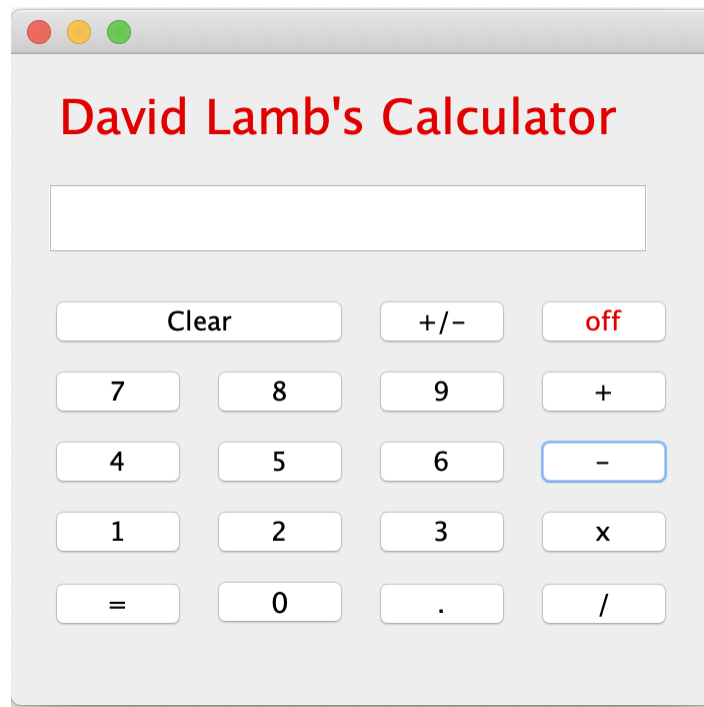 David Lamb's Calculator
Clear +/- off
7 8 9 +
4 5 6 -
1 2 3 x
= 0 . /